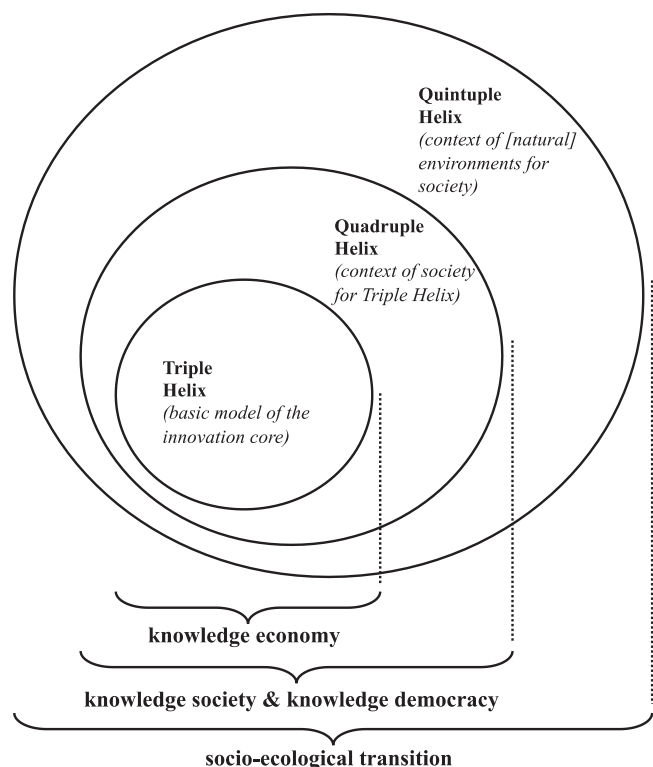 Quintuple
Helix
(context of [natural]
environments for
society)
Quadruple
Helix
(context of society
for Triple Helix)
Triple
Helix
(basic model of the
innovation core)
knowledge economy
knowledge society & knowledge democracy
socio-ecological transition